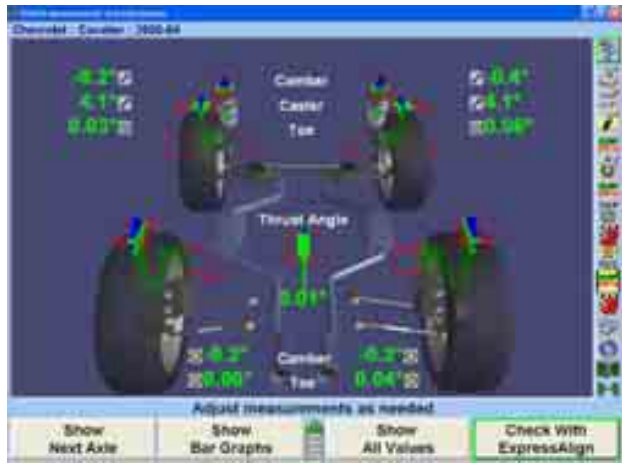 Chevrolet : Cavalier : 2000-04
-0.2° Camber -0.4°
4.1° Caster 4.1°
0.03° Toe 0.06°
Thrust Angle
0.01°
-0.2° Camber -0.2°
0.00° Toe 0.04°
Adjust measurements as needed
Show Show Show Check With
Next Axle Bar Graphs All Values ExpressAlign